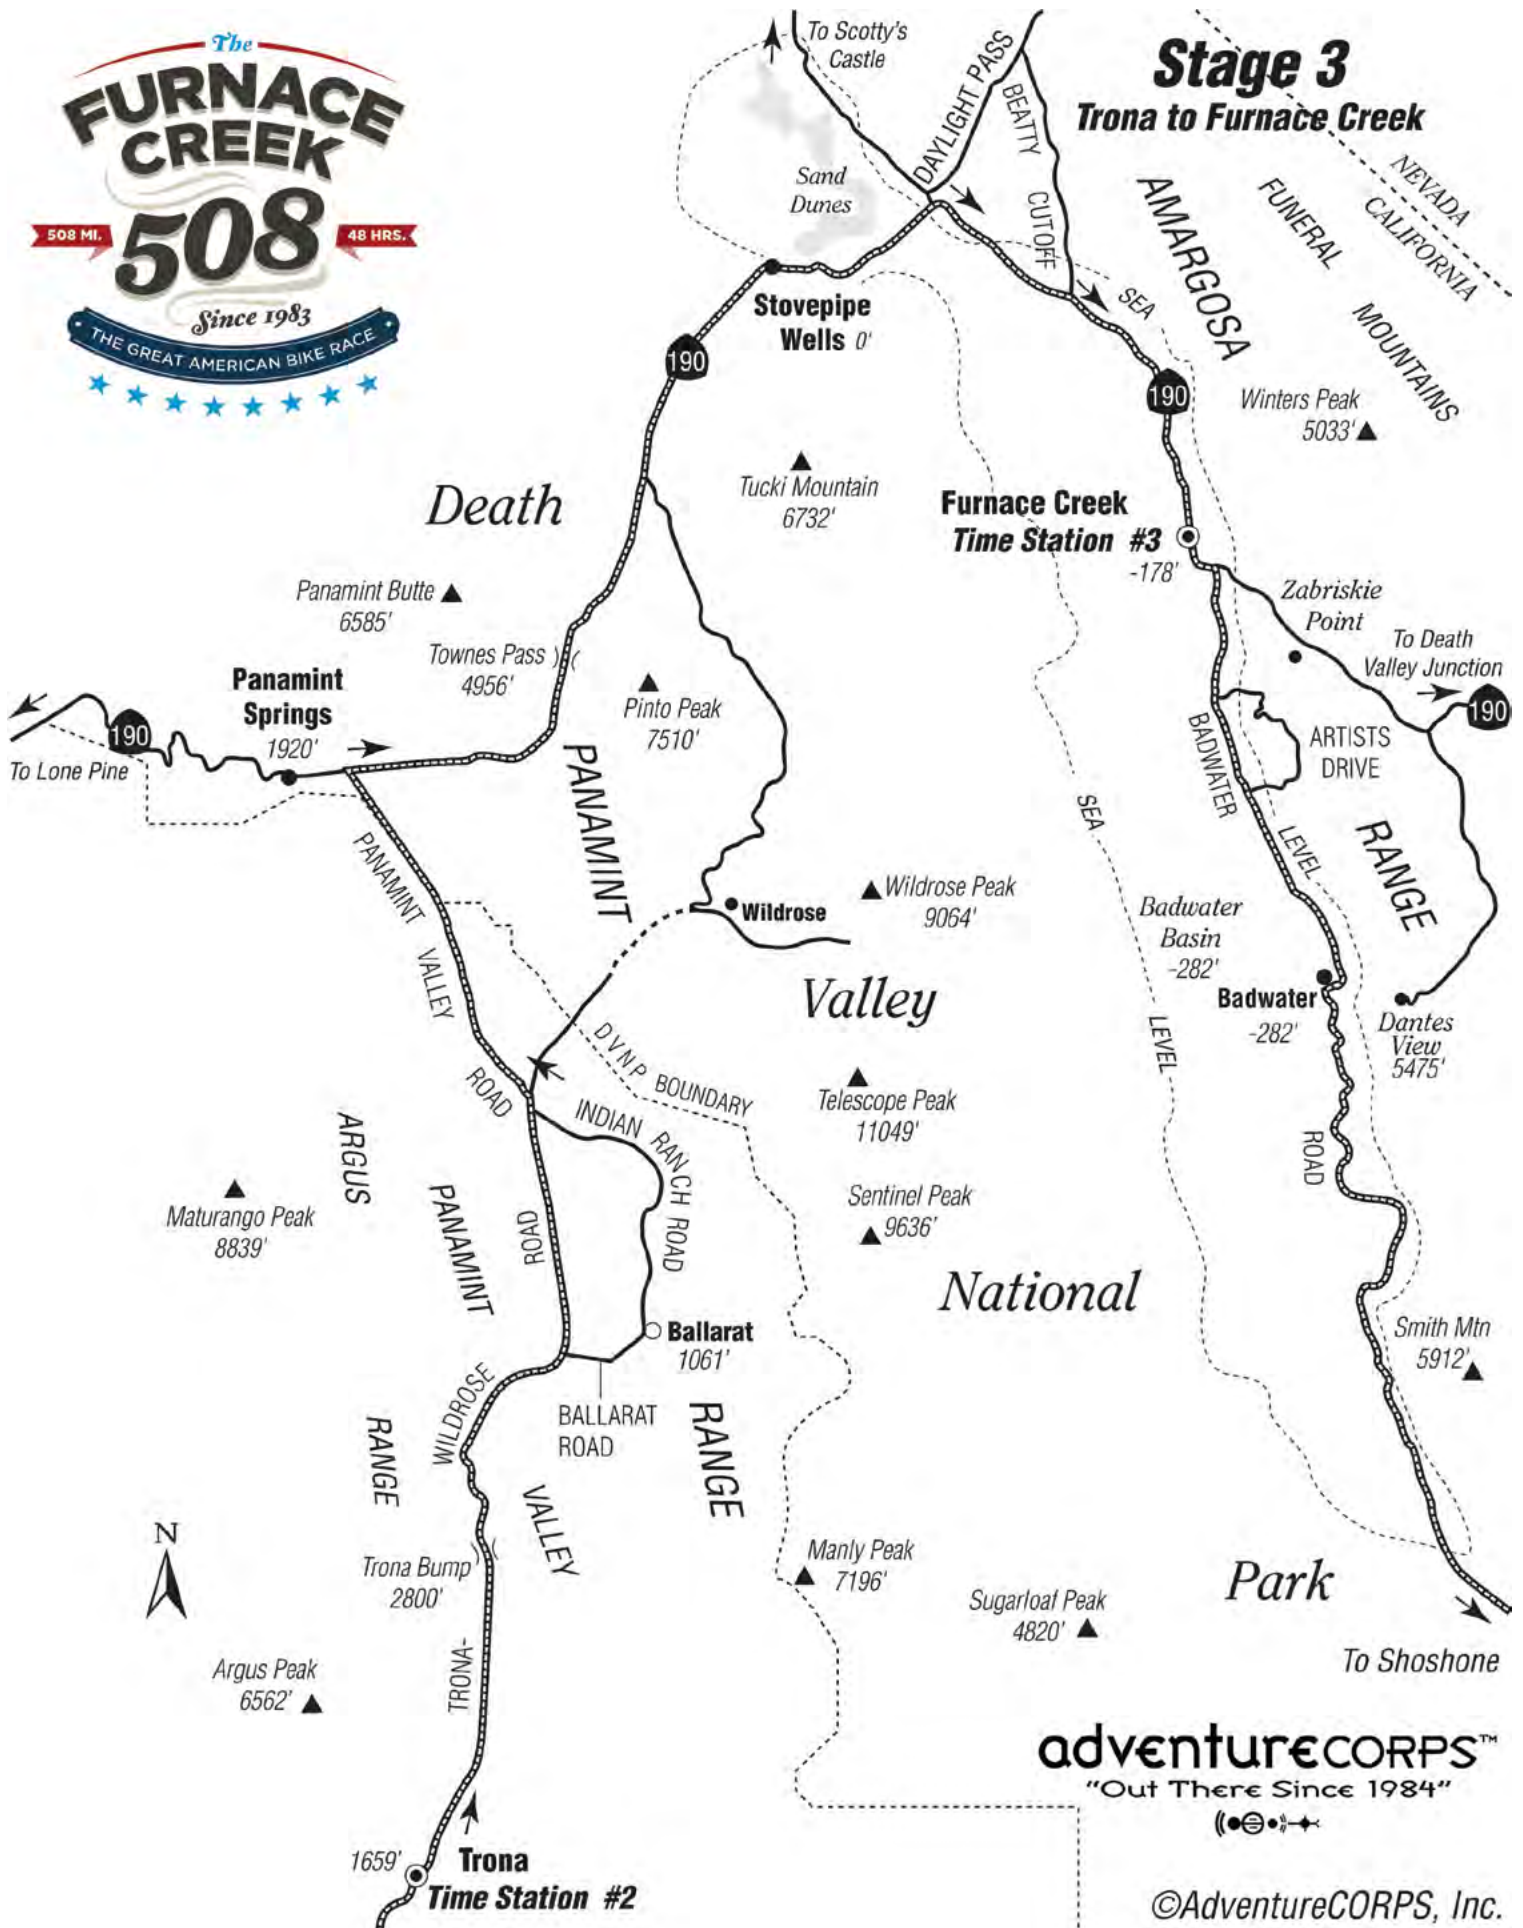 The
FURNACE
CREEK
508 MI.
508
48 HRS.
Since 1983
THE GREAT AMERICAN BIKE RACE
To Scotty's
Castle
DAYLIGHT PASS
BEATTY
CUTOFF
Stage 3
Trona to Furnace Creek
NEVADA
CALIFORNIA
FUNERAL
MOUNTAINS
AMARGOSA
RANGE
Sand
Dunes
Stovepipe
Wells 0'
SEA
LEVEL
190
190
Winters Peak
5033'
Tucki Mountain
6732'
Death
Furnace Creek
Time Station #3
-178'
Panamint Butte
6585'
Townes Pass
4956'
Zabriskie
Point
To Death
Valley Junction
190
Panamint
Springs
1920'
190
To Lone Pine
Pinto Peak
7510'
PANAMINT
RANGE
BADWATER
ROAD
ARTISTS
DRIVE
SEA
LEVEL
PANAMINT
VALLEY
ROAD
Wildrose
Wildrose Peak
9064'
Badwater
Basin
-282'
Badwater
-282'
Dantes
View
5475'
Valley
D.V.N.P. BOUNDARY
Telescope Peak
11049'
INDIAN RANCH ROAD
ARGUS
RANGE
Maturango Peak
8839'
PANAMINT
VALLEY
Sentinel Peak
9636'
National
Ballarat
1061'
Smith Mtn
5912'
TRONA-
WILDROSE
ROAD
BALLARAT
ROAD
N
Trona Bump
2800'
Manly Peak
7196'
Sugarloaf Peak
4820'
Park
To Shoshone
Argus Peak
6562'
adventureCORPS™
"Out There Since 1984"
1659'
Trona
Time Station #2
©AdventureCORPS, Inc.